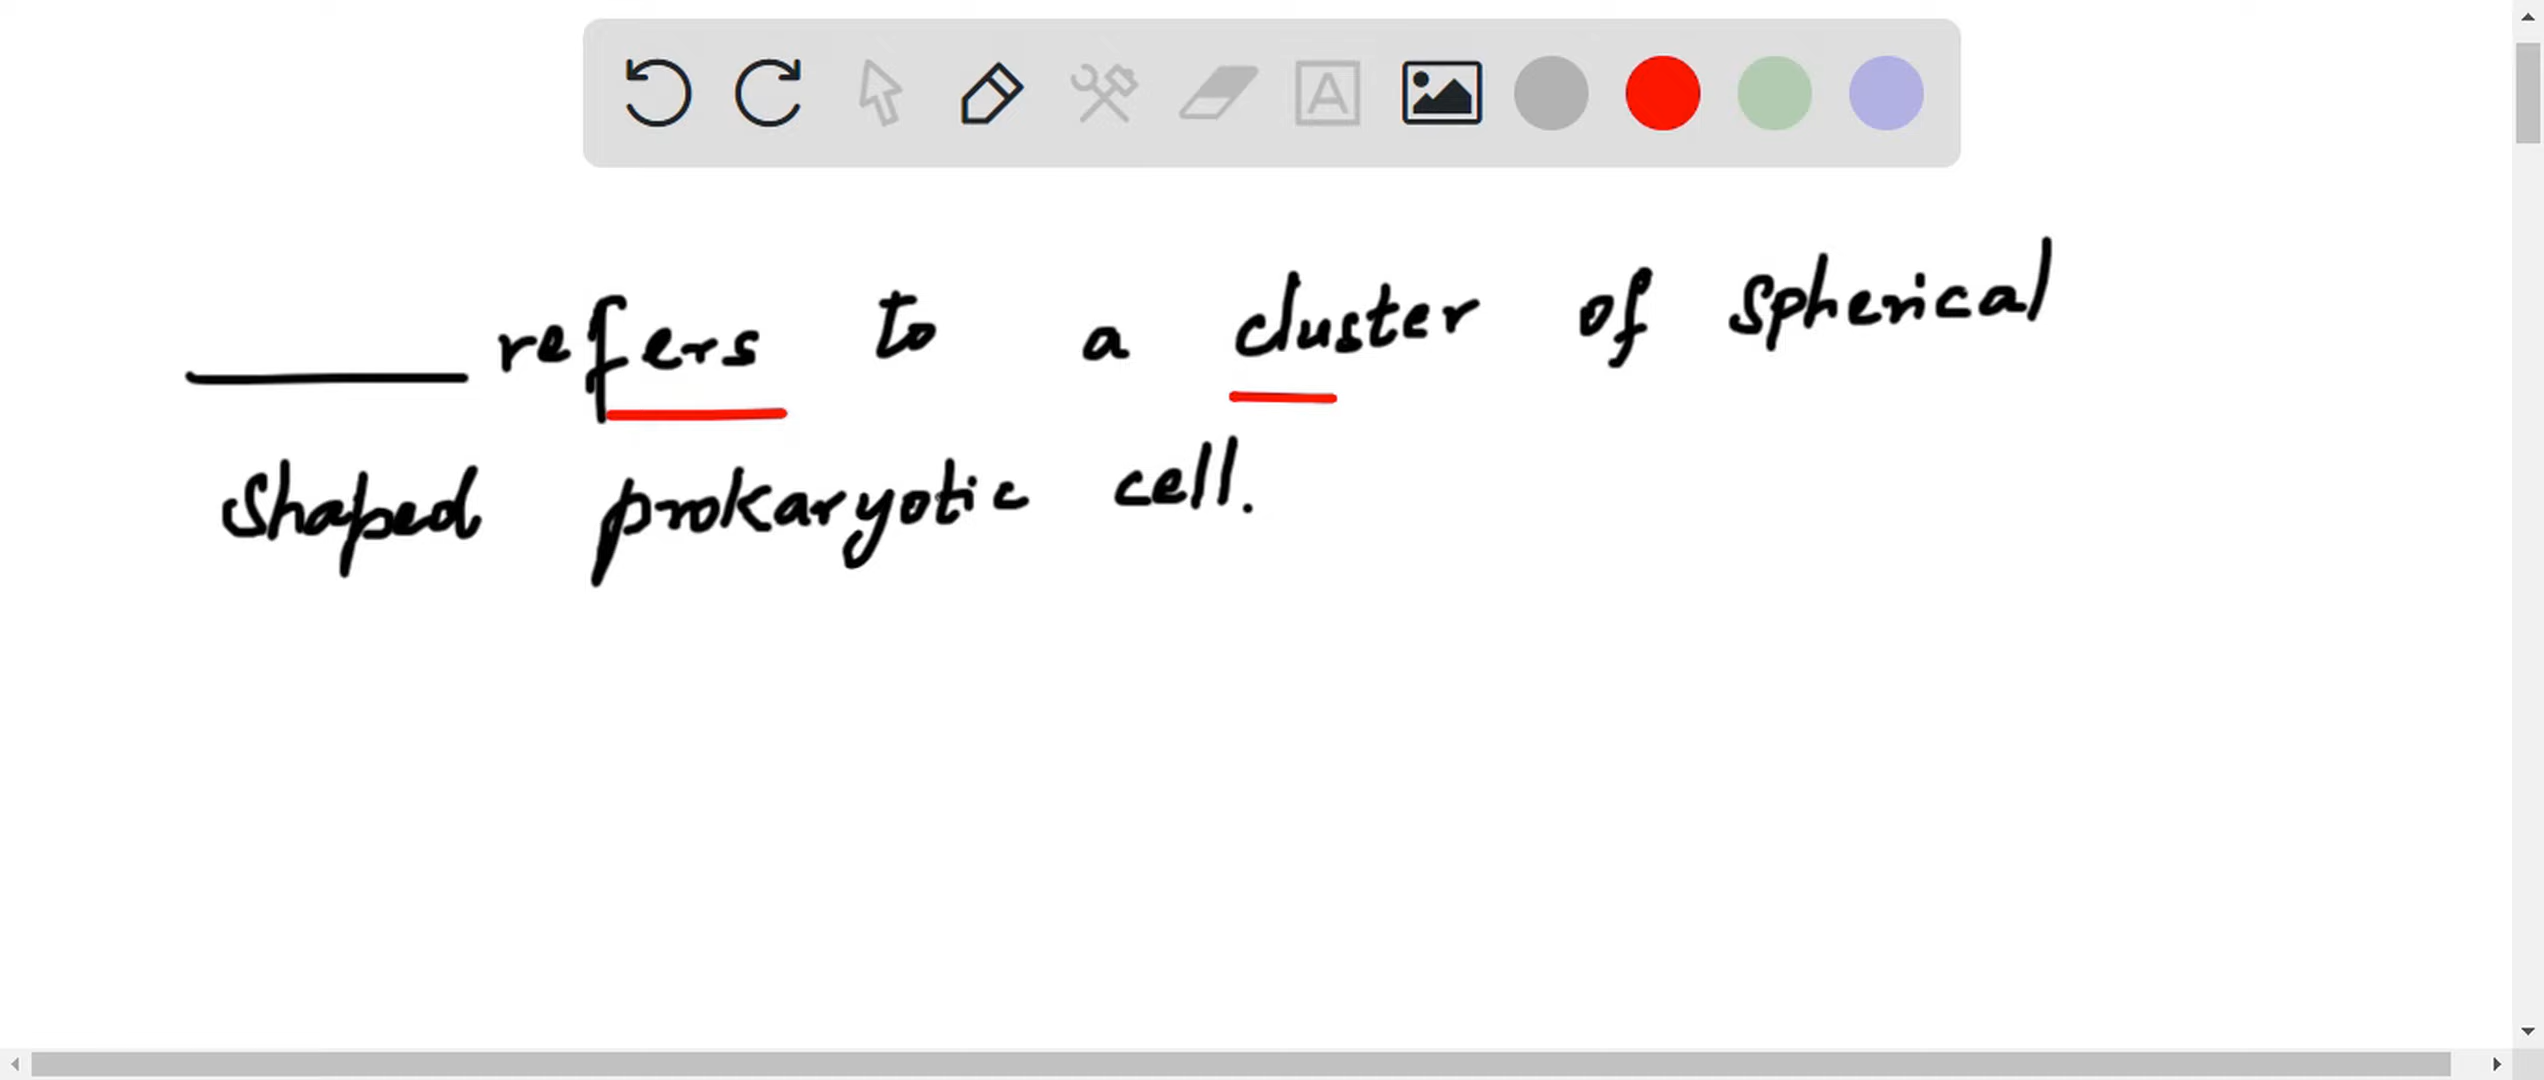 A
______ refers to a cluster of spherical
shaped prokaryotic cell.